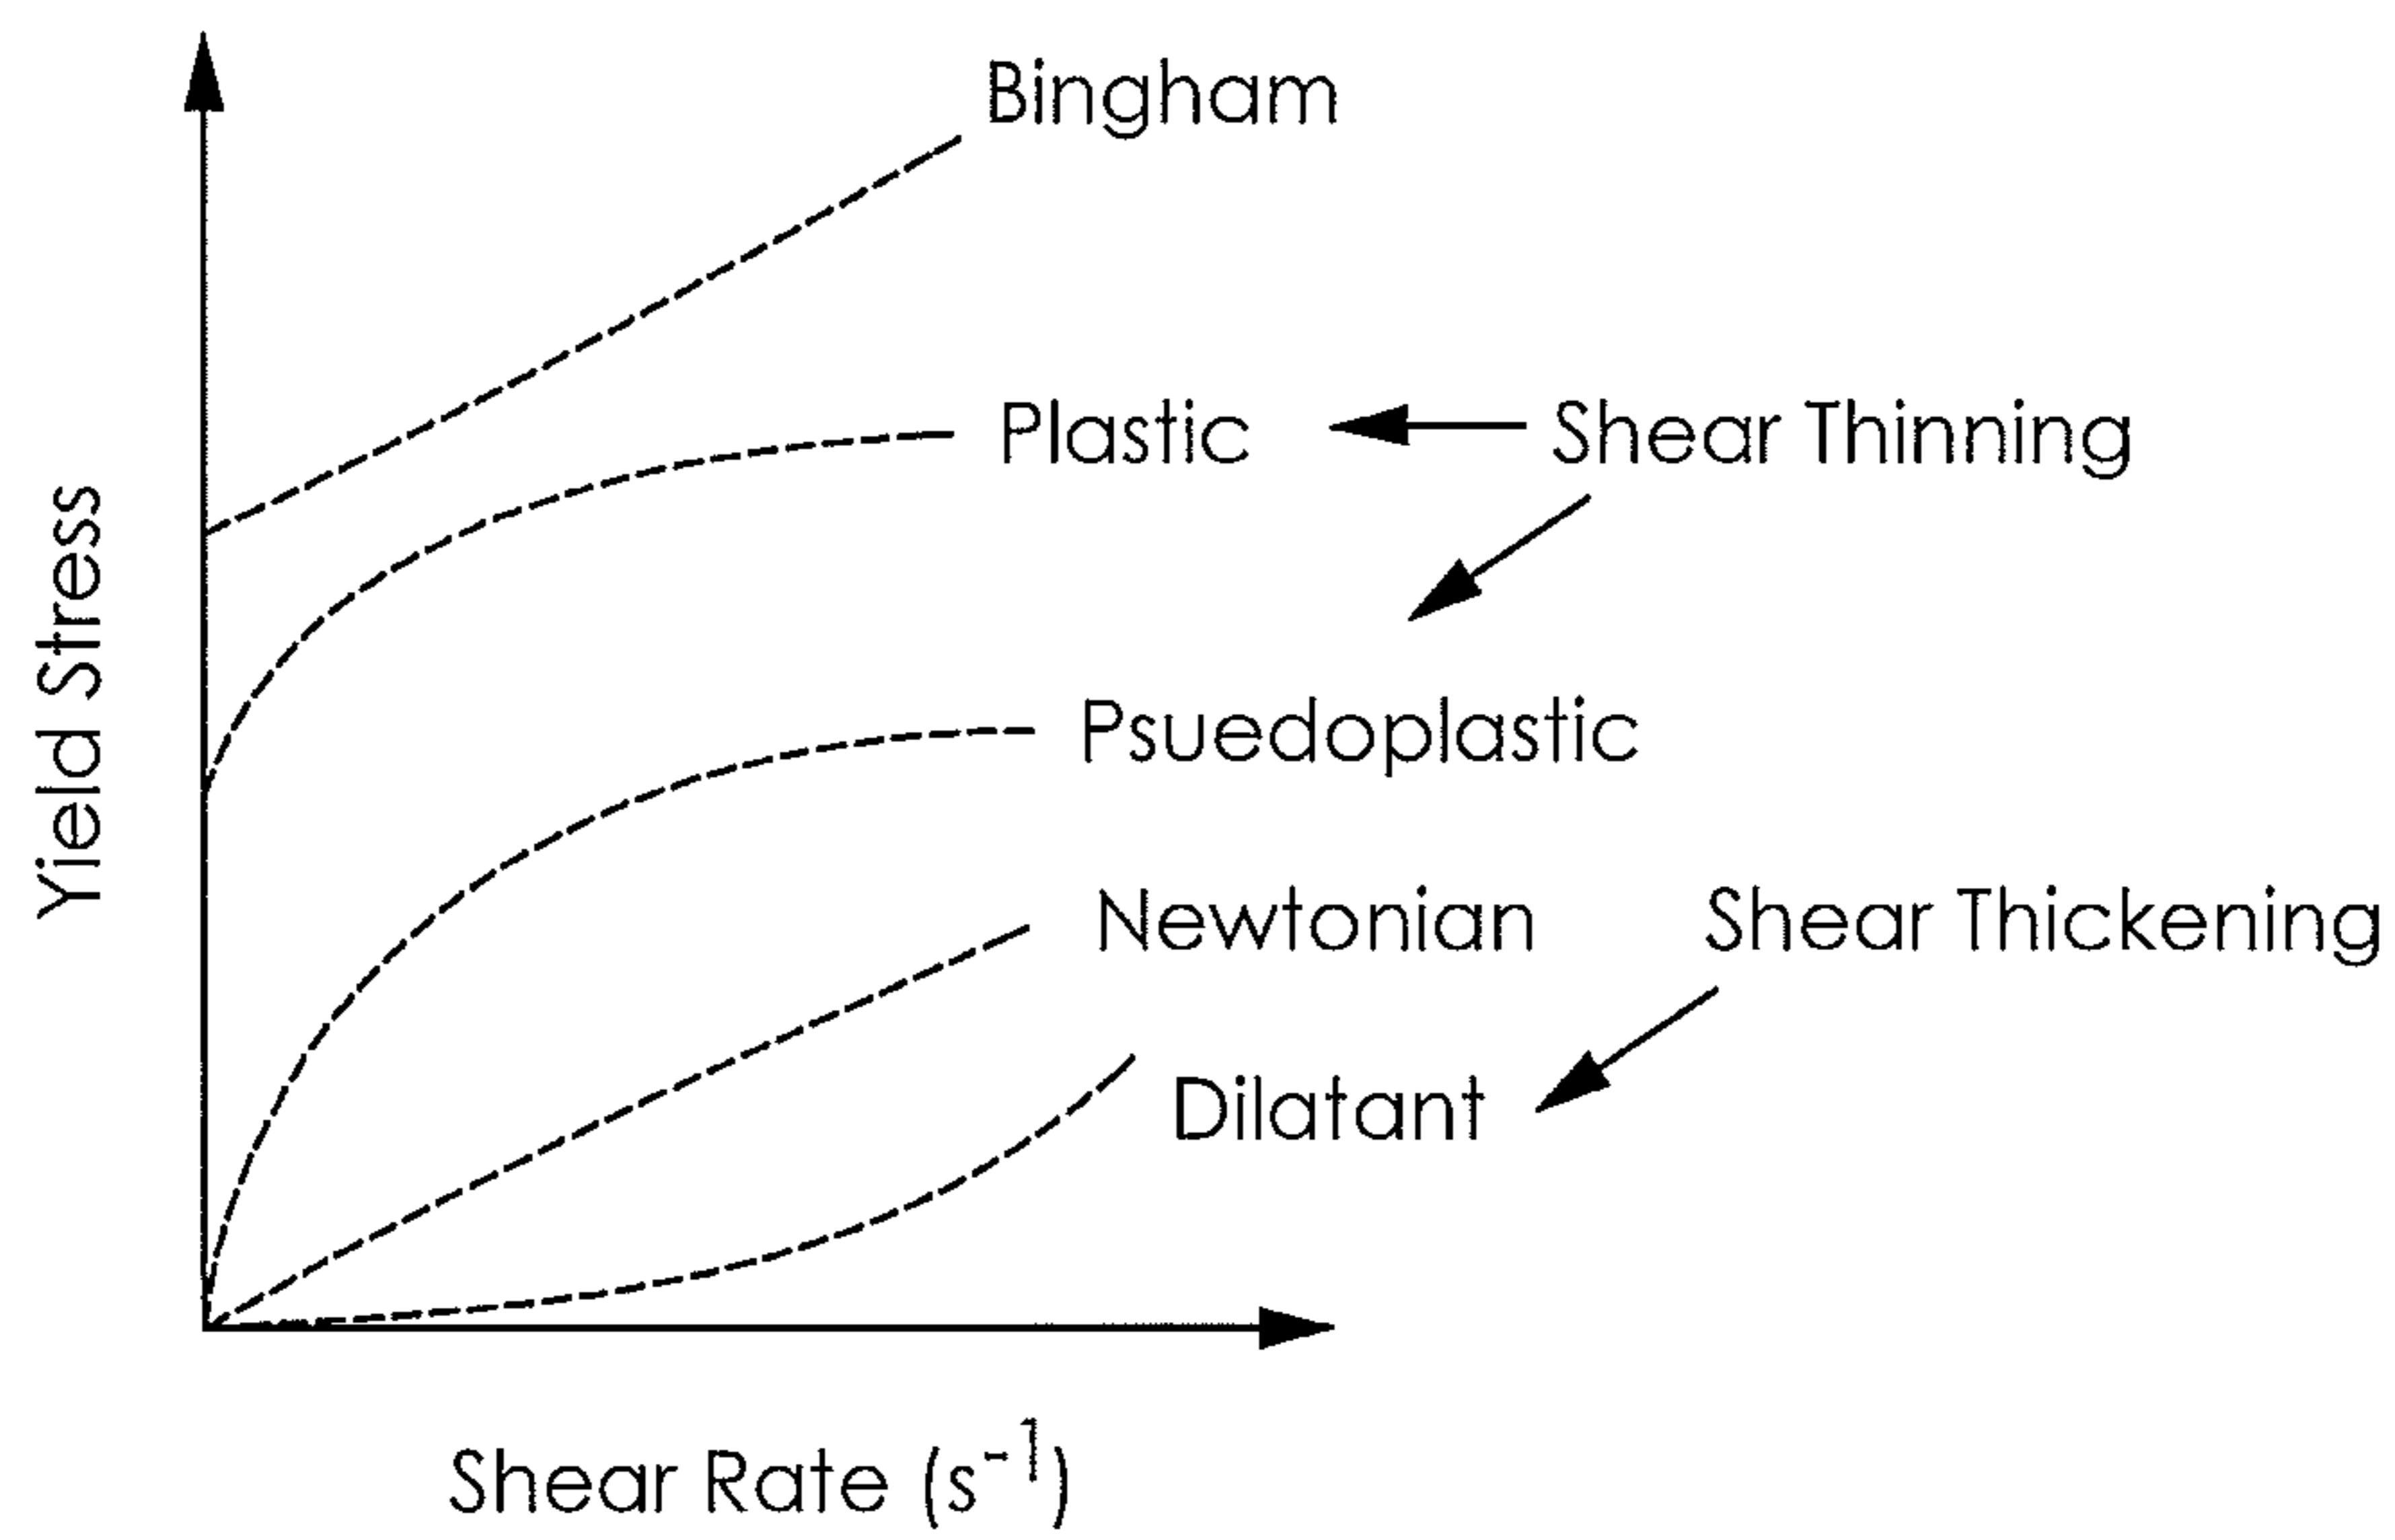 Bingham
Plastic
Shear Thinning
Yield Stress
Psuedoplastic
Newtonian
Shear Thickening
Dilatant
Shear Rate (s⁻¹)